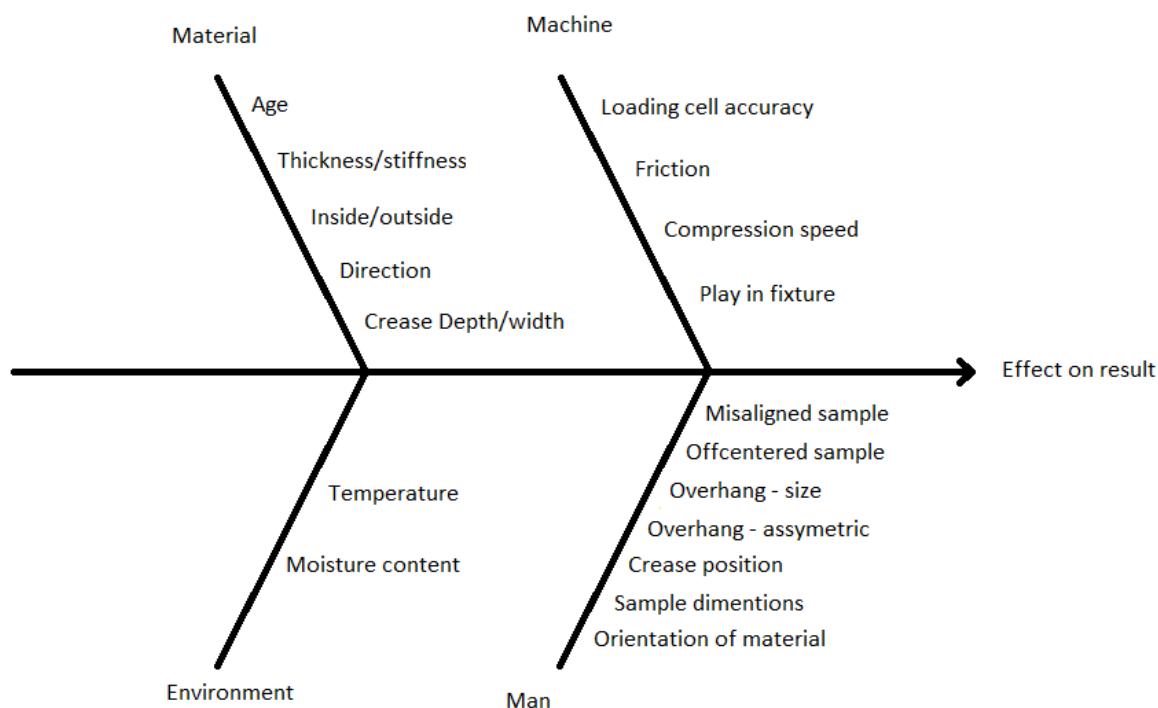 Material
Machine
Age
Loading cell accuracy
Thickness/stiffness
Friction
Inside/outside
Compression speed
Direction
Play in fixture
Crease Depth/width
Effect on result
Misaligned sample
Offcentered sample
Temperature
Overhang - size
Overhang - assymetric
Moisture content
Crease position
Sample dimentions
Orientation of material
Environment
Man